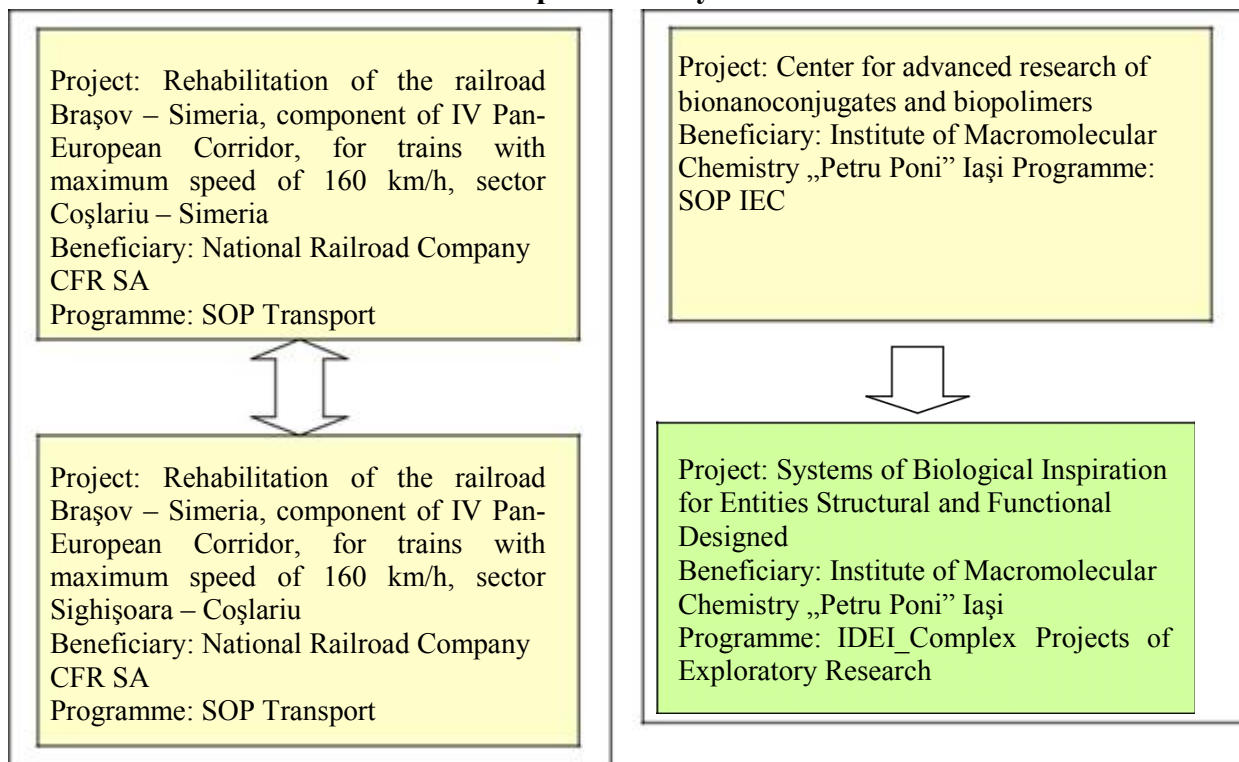 Project: Rehabilitation of the railroad
Braşov – Simeria, component of IV Pan-
European Corridor, for trains with
maximum speed of 160 km/h, sector
Coşlariu – Simeria
Beneficiary: National Railroad Company
CFR SA
Programme: SOP Transport
Project: Rehabilitation of the railroad
Braşov – Simeria, component of IV Pan-
European Corridor, for trains with
maximum speed of 160 km/h, sector
Sighişoara – Coşlariu
Beneficiary: National Railroad Company
CFR SA
Programme: SOP Transport
Project: Center for advanced research of
bionanoconjugates and biopolimers
Beneficiary: Institute of Macromolecular
Chemistry „Petru Poni” Iaşi Programme:
SOP IEC
Project: Systems of Biological Inspiration
for Entities Structural and Functional
Designed
Beneficiary: Institute of Macromolecular
Chemistry „Petru Poni” Iaşi
Programme: IDEI_Complex Projects of
Exploratory Research